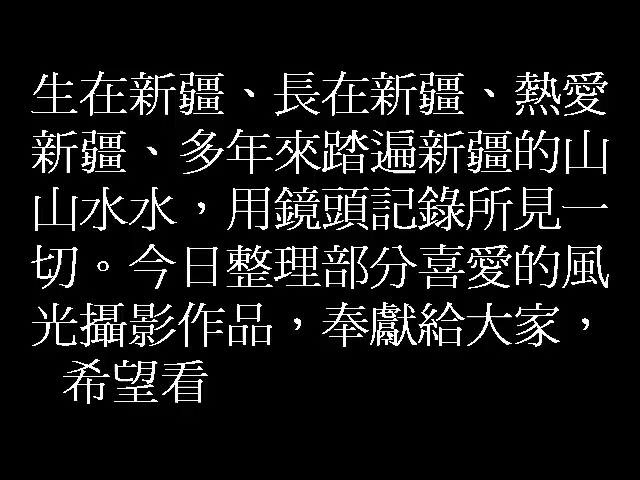 生在新疆、長在新疆、熱愛
新疆、多年來踏遍新疆的山
山水水，用鏡頭記錄所見一
切。今日整理部分喜愛的風
光攝影作品，奉獻給大家，
希望看